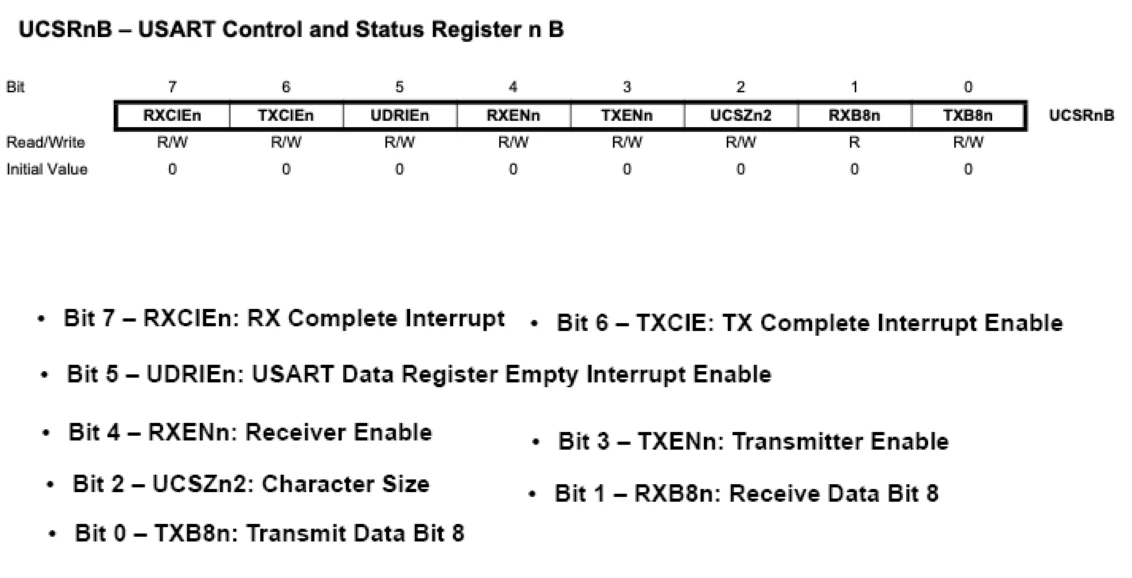 UCSRnB – USART Control and Status Register n B
Bit 7 6 5 4 3 2 1 0
RXCIEn TXCIEn UDRIEn RXENn TXENn UCSZn2 RXB8n TXB8n UCSRnB
Read/Write R/W R/W R/W R/W R/W R/W R R/W
Initial Value 0 0 0 0 0 0 0 0
• Bit 7 – RXCIEn: RX Complete Interrupt
• Bit 6 – TXCIE: TX Complete Interrupt Enable
• Bit 5 – UDRIEn: USART Data Register Empty Interrupt Enable
• Bit 4 – RXENn: Receiver Enable
• Bit 3 – TXENn: Transmitter Enable
• Bit 2 – UCSZn2: Character Size
• Bit 1 – RXB8n: Receive Data Bit 8
• Bit 0 – TXB8n: Transmit Data Bit 8